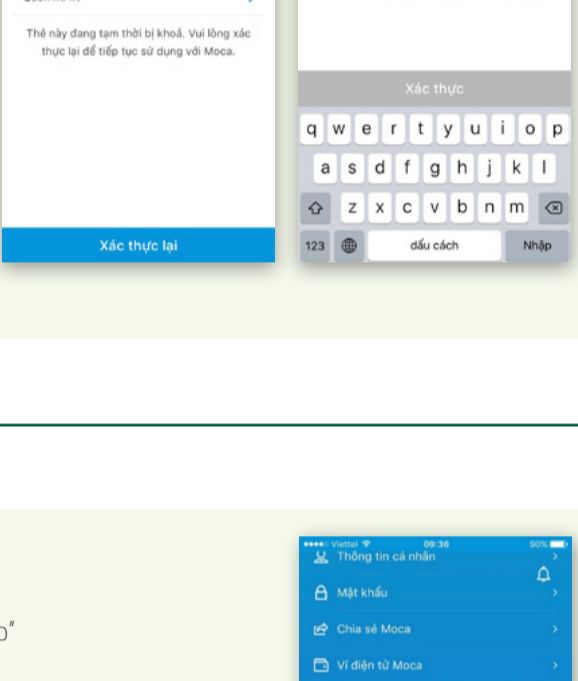 Thẻ này đang tạm thời bị khoá. Vui lòng xác
thực lại để tiếp tục sử dụng với Moca.
Xác thực lại
Xác thực
q w e r t y u i o p
a s d f g h j k l
z x c v b n m
123 dấu cách Nhập
Viettel 09:36 90%
Thông tin cá nhân
Mật khẩu
Chia sẻ Moca
Ví điện tử Moca